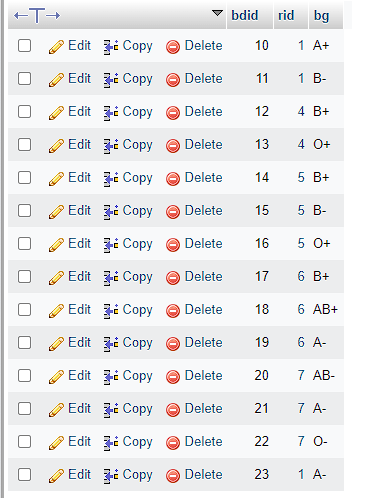 ←T→ bdid rid bg
Edit Copy Delete 10 1 A+
Edit Copy Delete 11 1 B-
Edit Copy Delete 12 4 B+
Edit Copy Delete 13 4 O+
Edit Copy Delete 14 5 B+
Edit Copy Delete 15 5 B-
Edit Copy Delete 16 5 O+
Edit Copy Delete 17 6 B+
Edit Copy Delete 18 6 AB+
Edit Copy Delete 19 6 A-
Edit Copy Delete 20 7 AB-
Edit Copy Delete 21 7 A-
Edit Copy Delete 22 7 O-
Edit Copy Delete 23 1 A-